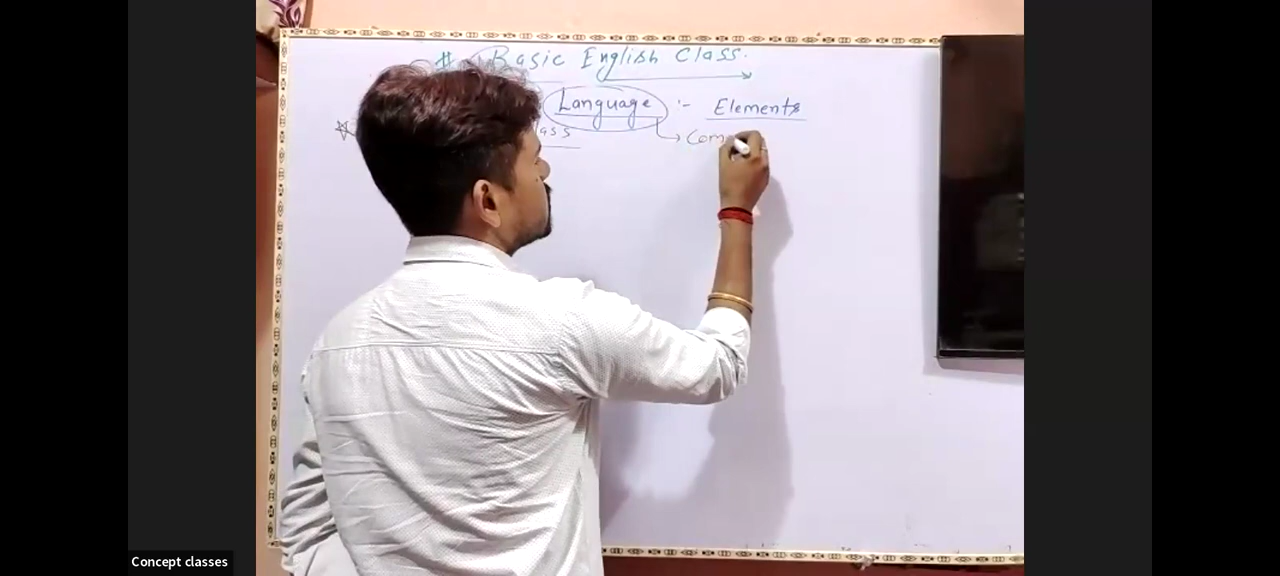 # Basic English Class.
Language :- Elements
Concept classes